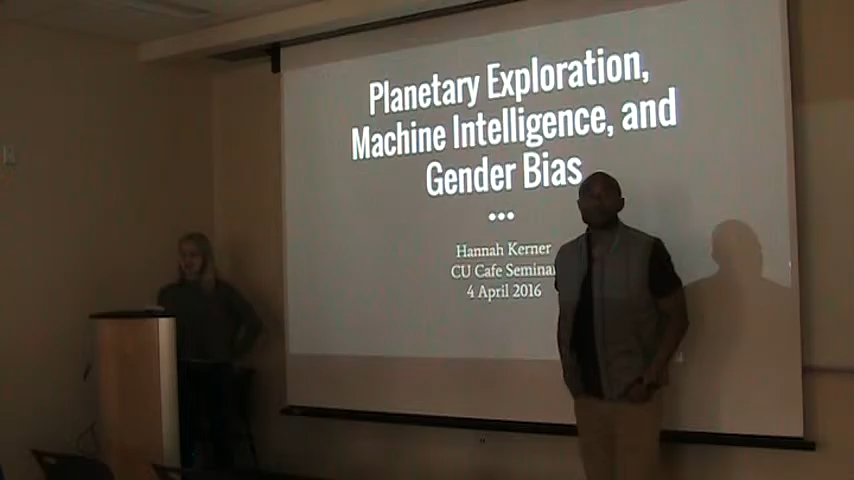 Planetary Exploration,
Machine Intelligence, and
Gender Bias
Hannah Kerner
CU Cafe Seminar
4 April 2016